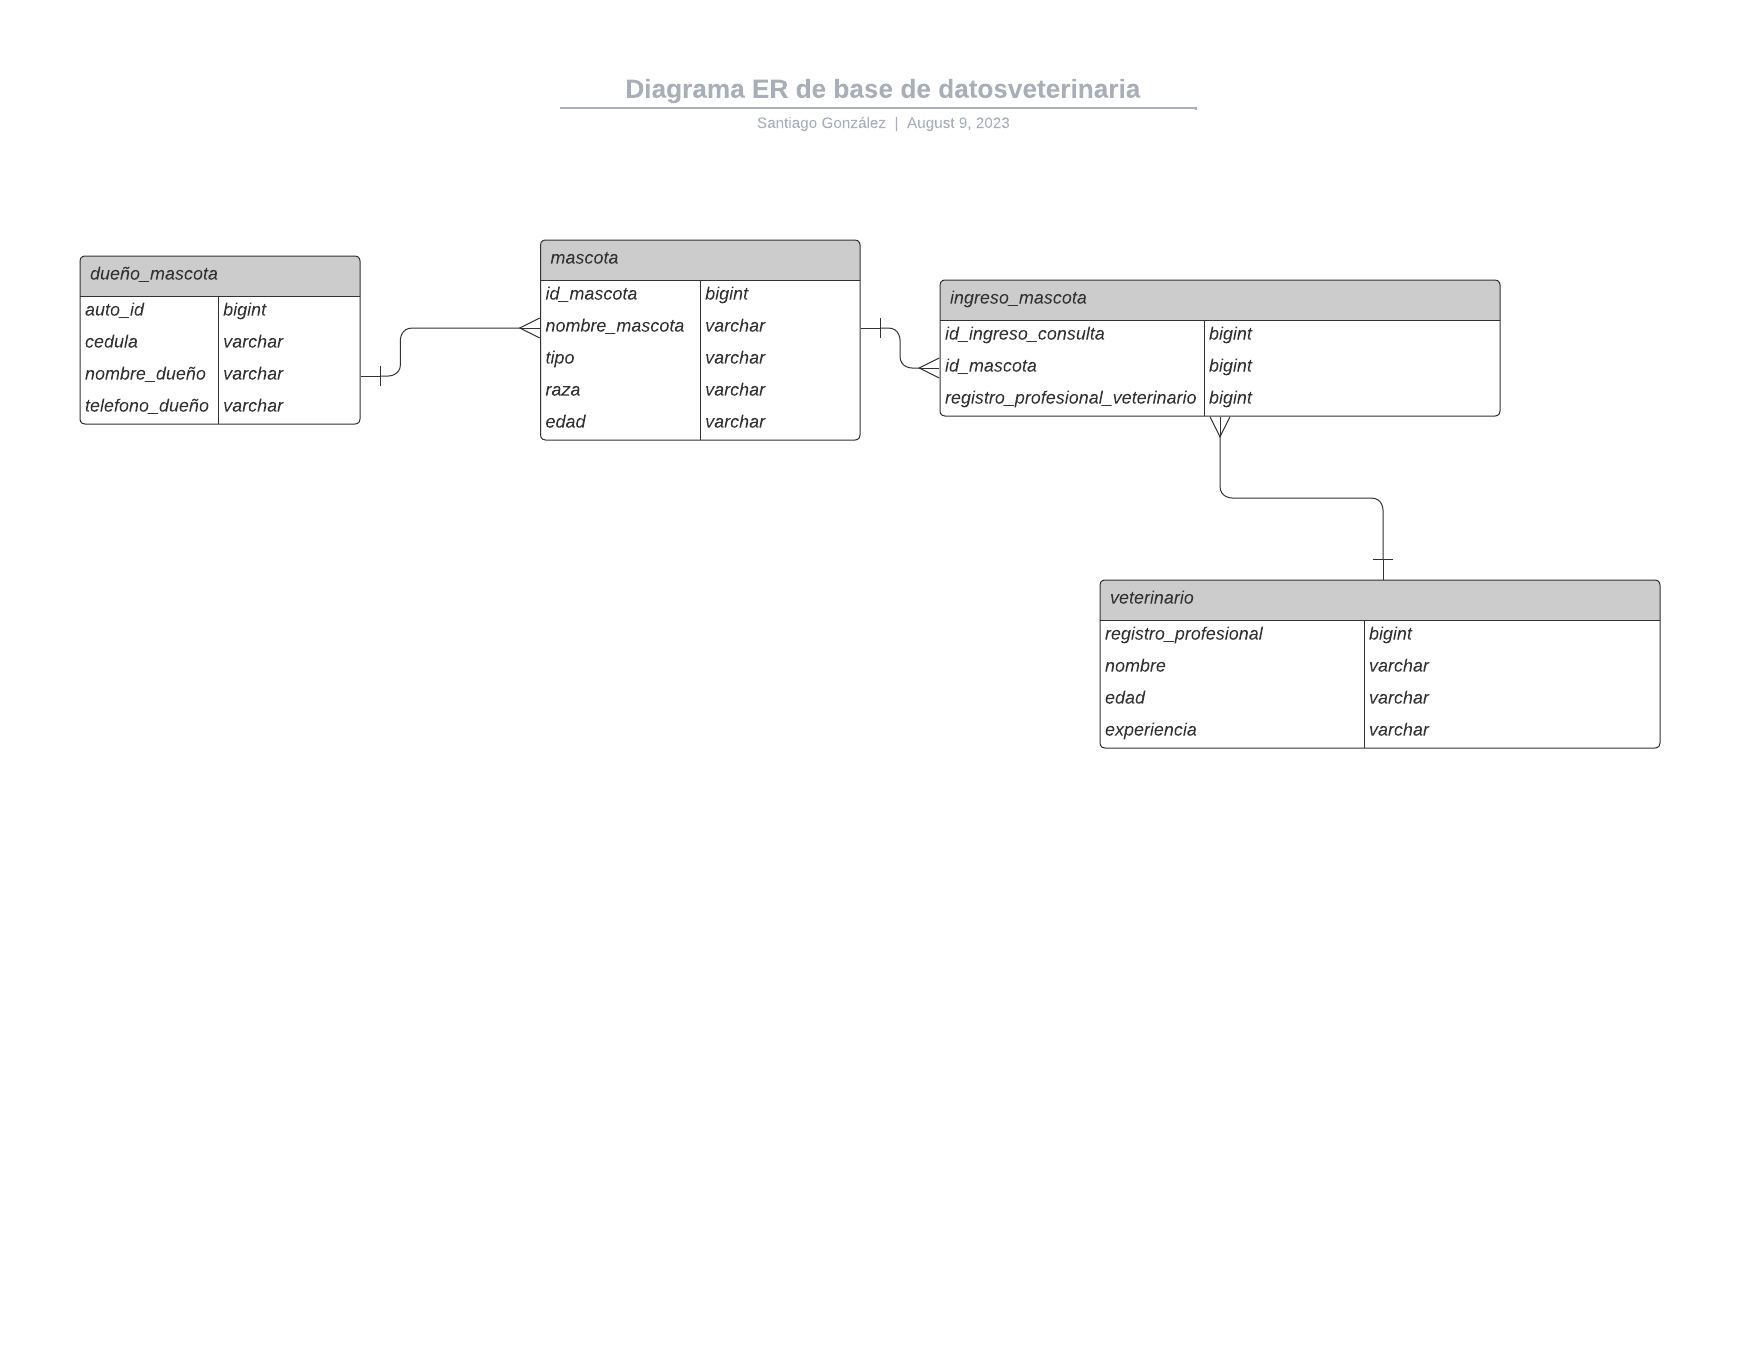 Diagrama ER de base de datosveterinaria
Santiago González | August 9, 2023
dueño_mascota
auto_id bigint
cedula varchar
nombre_dueño varchar
telefono_dueño varchar
mascota
id_mascota bigint
nombre_mascota varchar
tipo varchar
raza varchar
edad varchar
ingreso_mascota
id_ingreso_consulta bigint
id_mascota bigint
registro_profesional_veterinario bigint
veterinario
registro_profesional bigint
nombre varchar
edad varchar
experiencia varchar